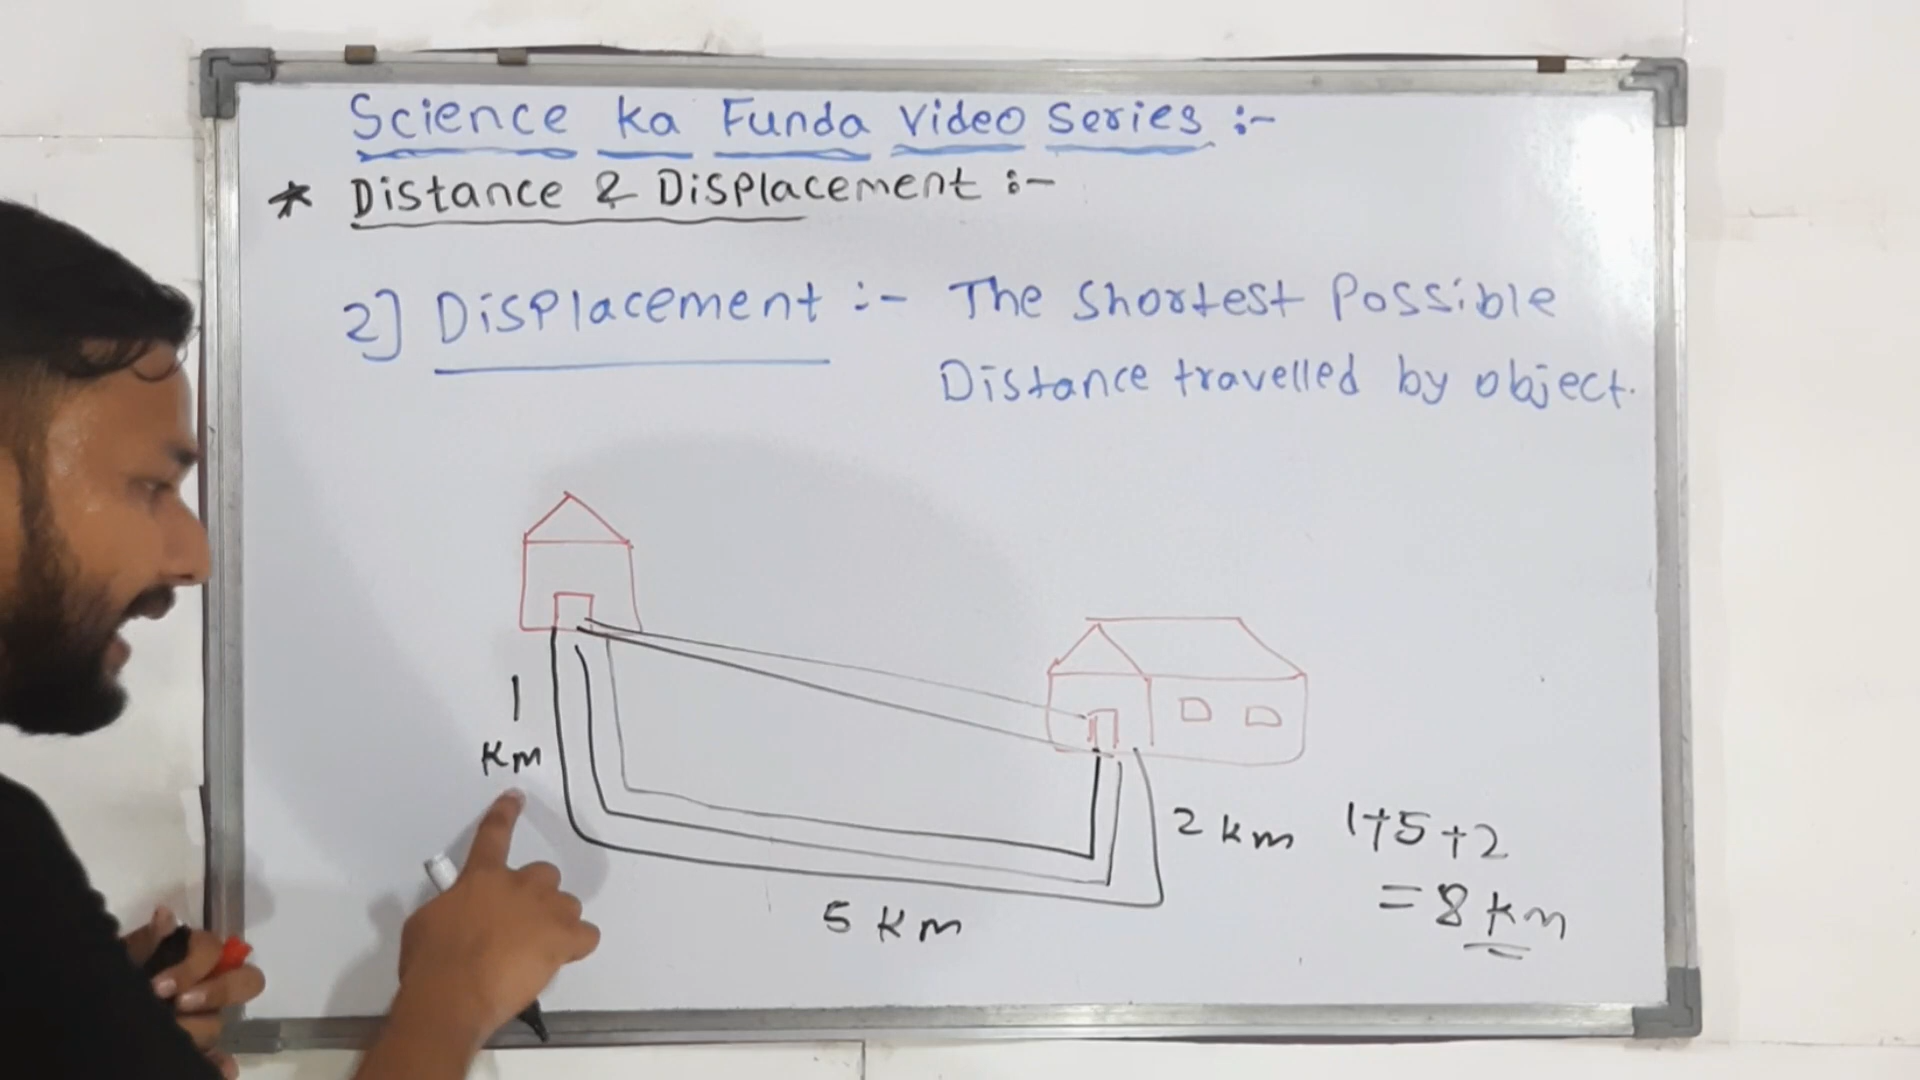 Science ka Funda Video Series :-
* Distance & Displacement :-
2] Displacement :- The Shortest Possible
Distance travelled by object.
1
Km
2 km
1+5+2
5 Km
= 8 km